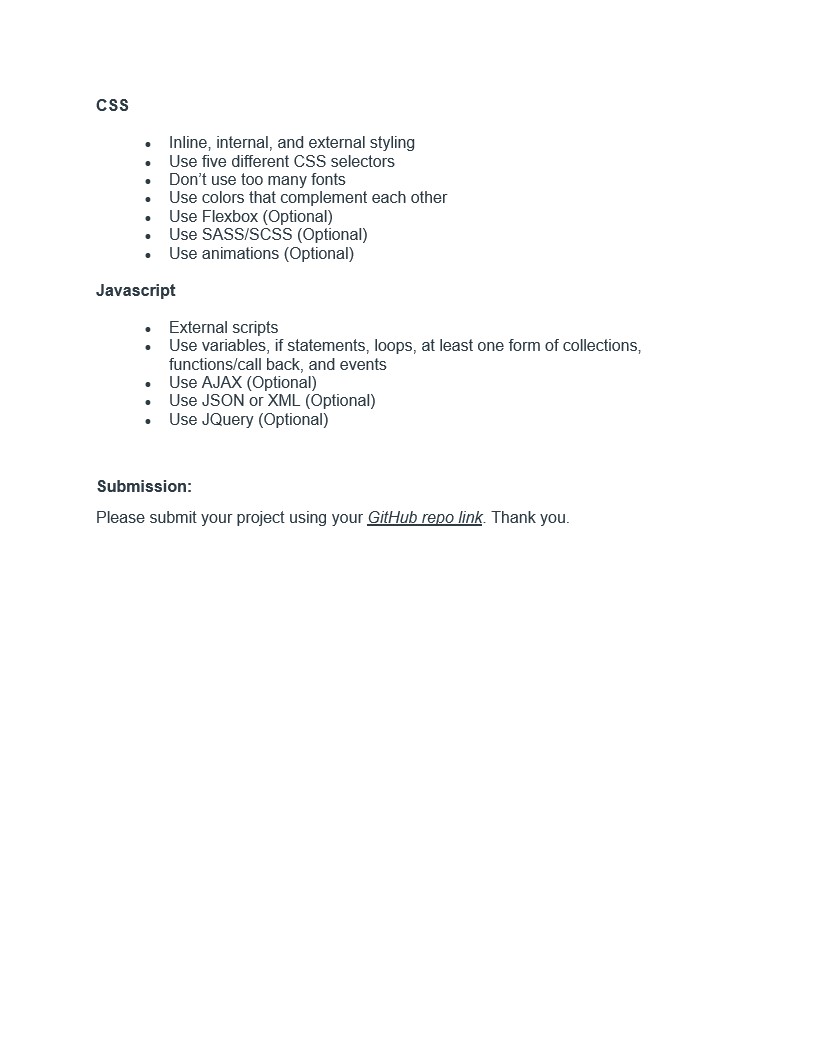 CSS
• Inline, internal, and external styling
• Use five different CSS selectors
• Don’t use too many fonts
• Use colors that complement each other
• Use Flexbox (Optional)
• Use SASS/SCSS (Optional)
• Use animations (Optional)
Javascript
• External scripts
• Use variables, if statements, loops, at least one form of collections,
functions/call back, and events
• Use AJAX (Optional)
• Use JSON or XML (Optional)
• Use JQuery (Optional)
Submission:
Please submit your project using your GitHub repo link. Thank you.